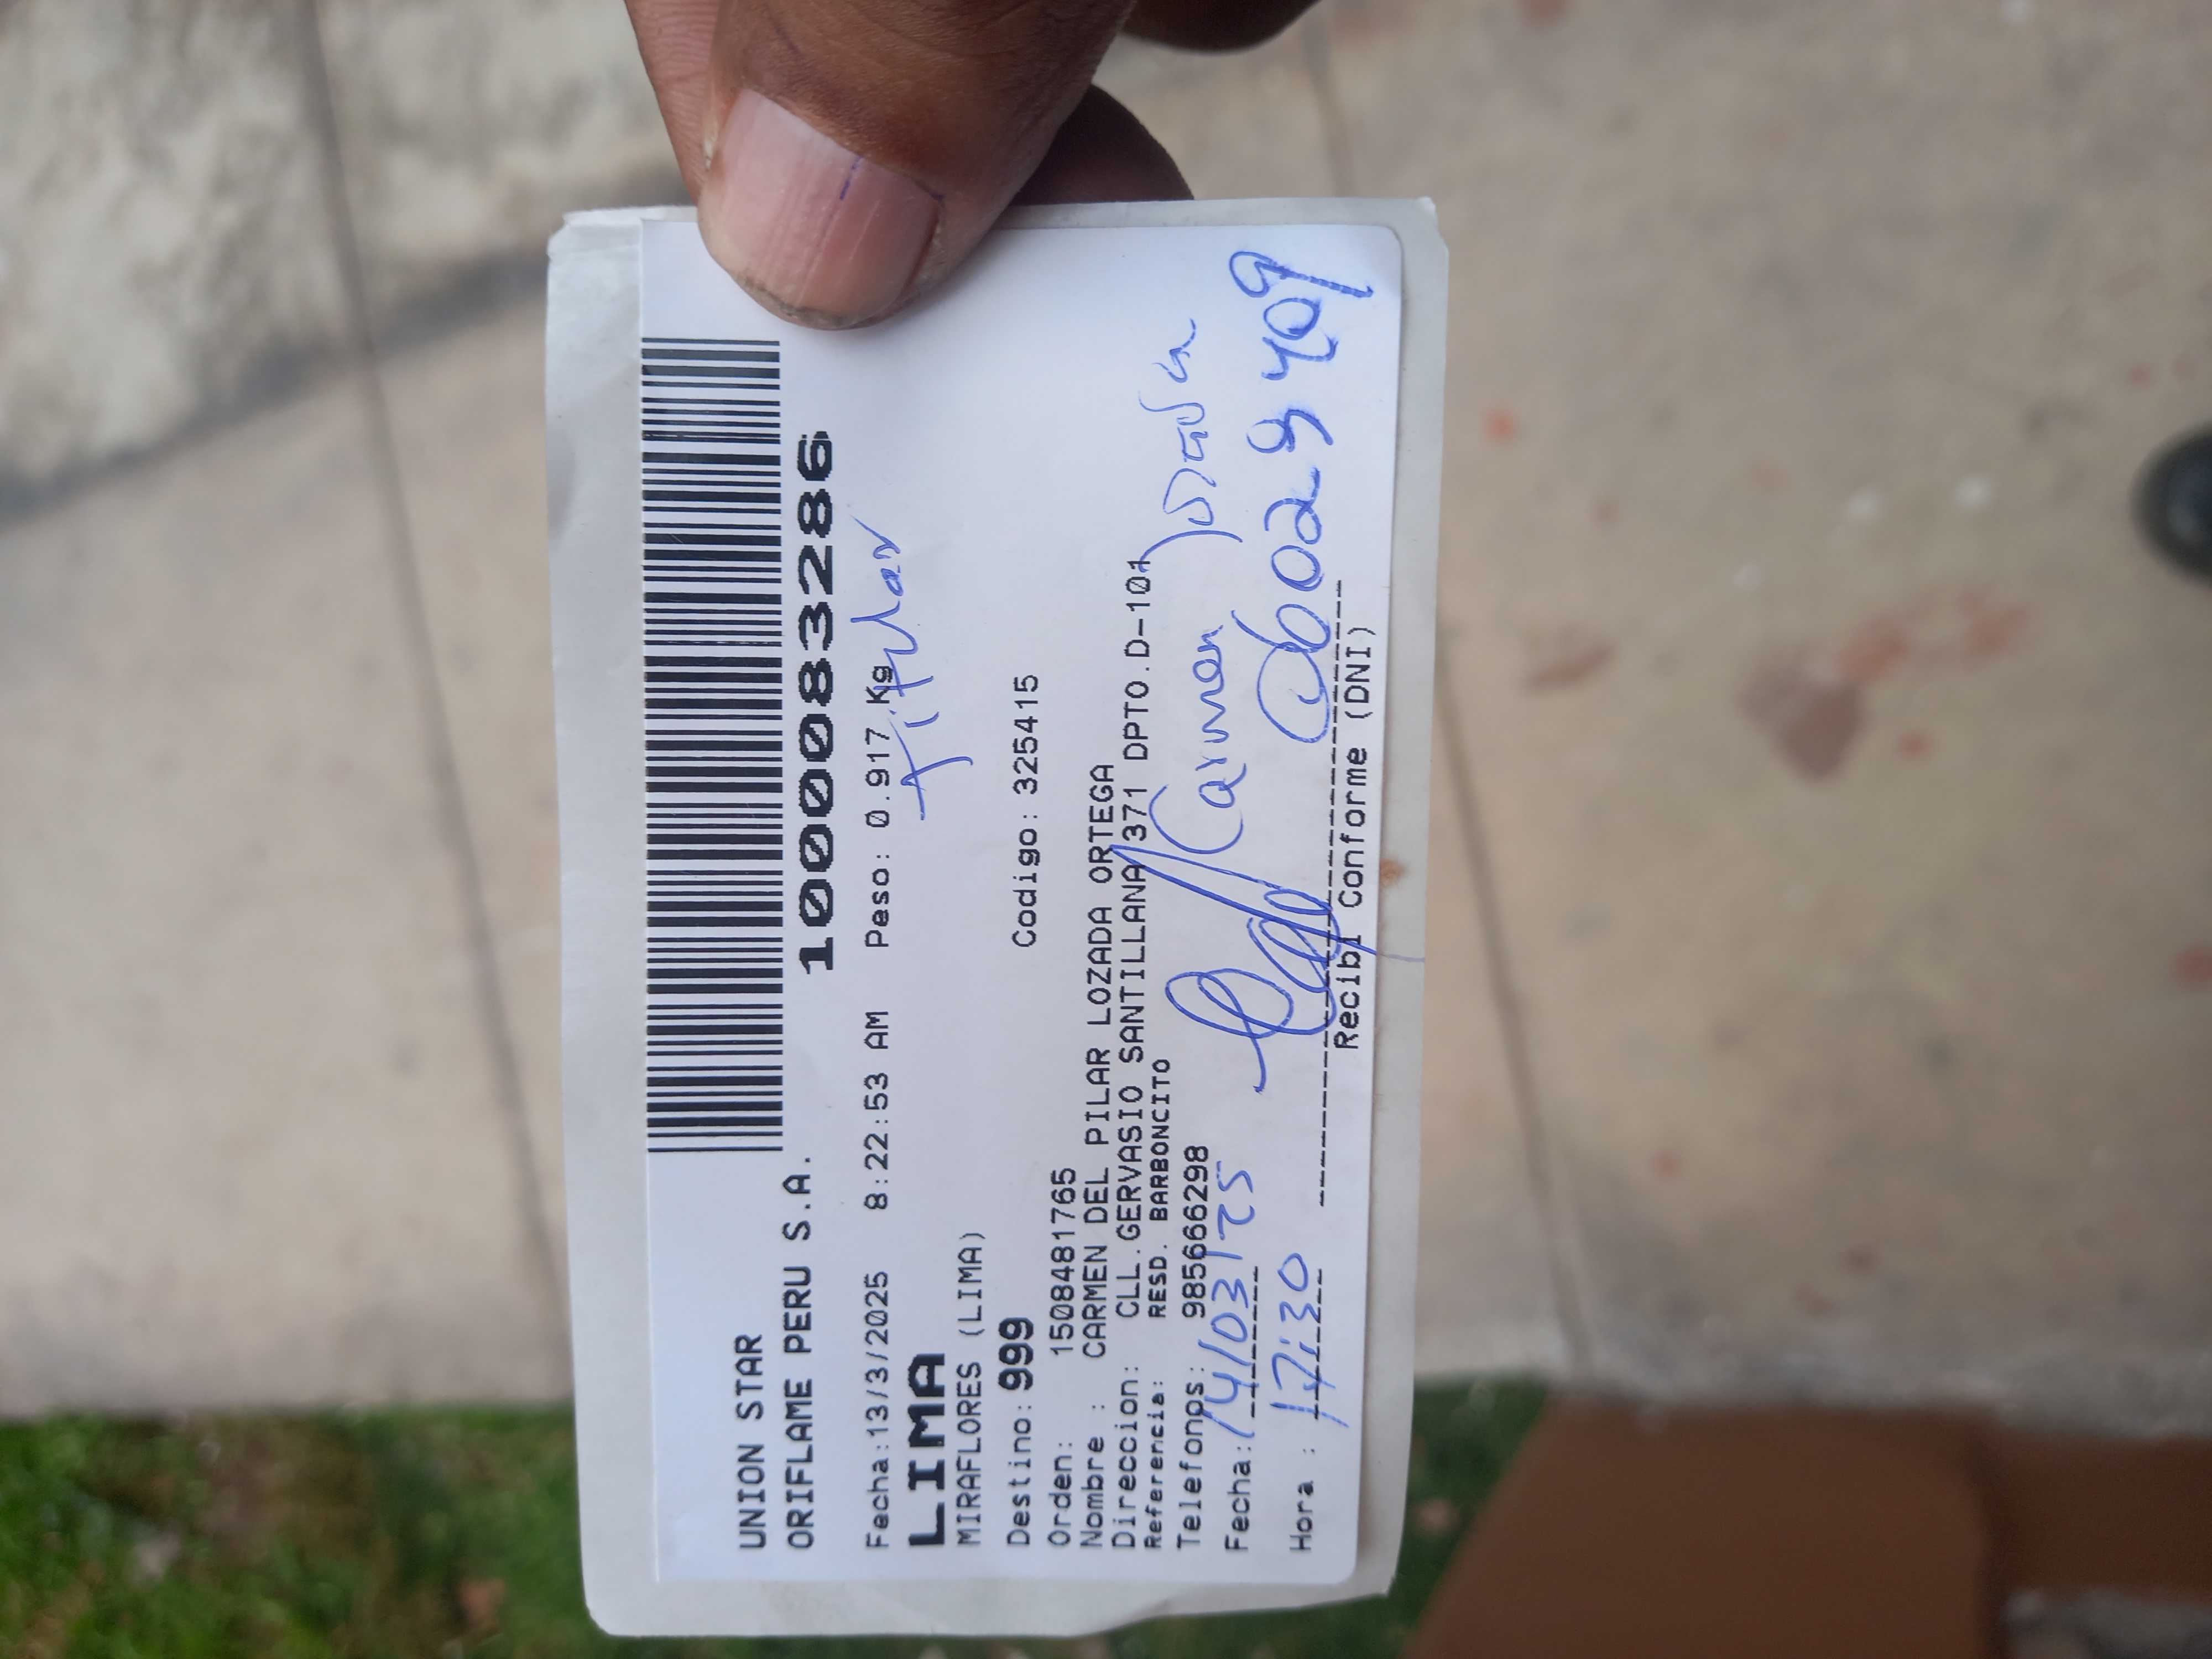 UNION STAR
ORIFLAME PERU S.A. 1000083286
Fecha:13/3/2025 8:22:53 AM Peso: 0.917 Kg
Titular
LIMA
MIRAFLORES (LIMA)
Destino: 999 Codigo: 325415
Orden: 1508481765
Nombre : CARMEN DEL PILAR LOZADA ORTEGA
Direccion: CLL.GERVASIO SANTILLANA 371 DPTO.D-101
Referencia: RESD. BARBONCITO
Telefonos: 985666298
Carmen
Fecha: 14/03/25
Hora : 17:30
Recibi Conforme (DNI)